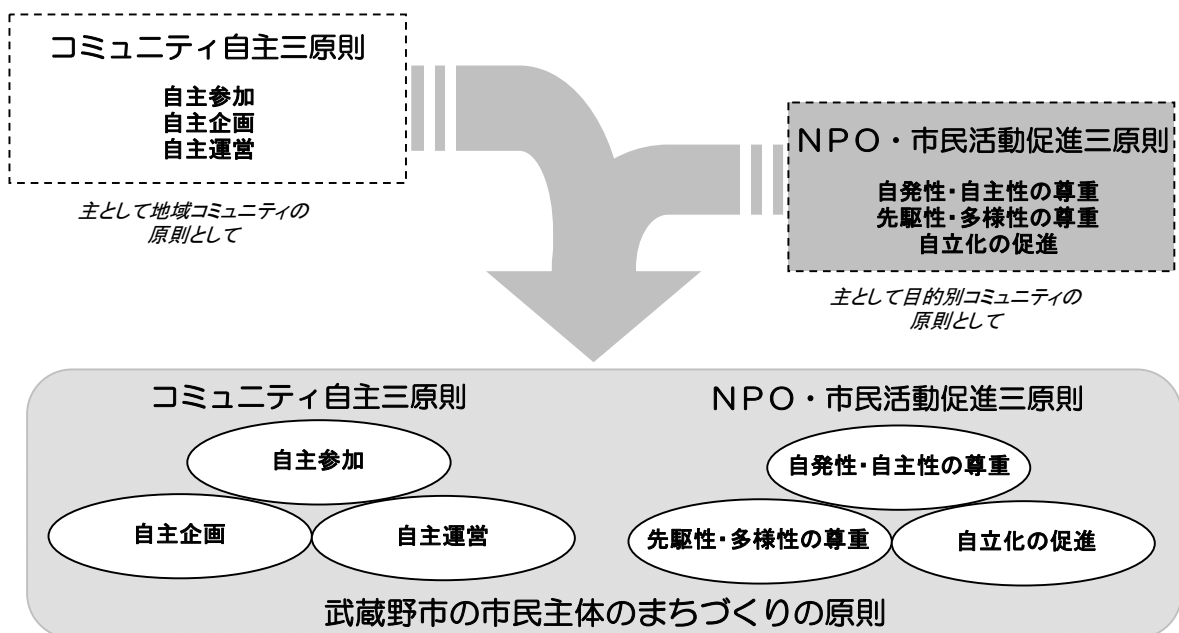 コミュニティ自主三原則
自主参加
自主企画
自主運営
主として地域コミュニティの
原則として
NPO・市民活動促進三原則
自発性・自主性の尊重
先駆性・多様性の尊重
自立化の促進
主として目的別コミュニティの
原則として
コミュニティ自主三原則
自主参加
自主企画
自主運営
NPO・市民活動促進三原則
自発性・自主性の尊重
先駆性・多様性の尊重
自立化の促進
武蔵野市の市民主体のまちづくりの原則